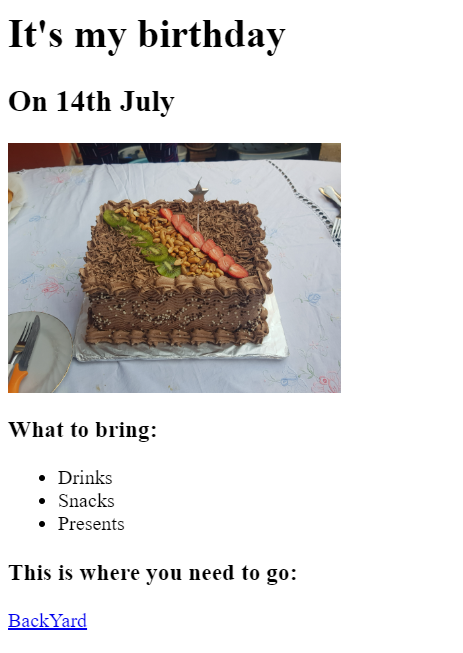 It's my birthday
On 14th July
What to bring:
Drinks
Snacks
Presents
This is where you need to go:
BackYard